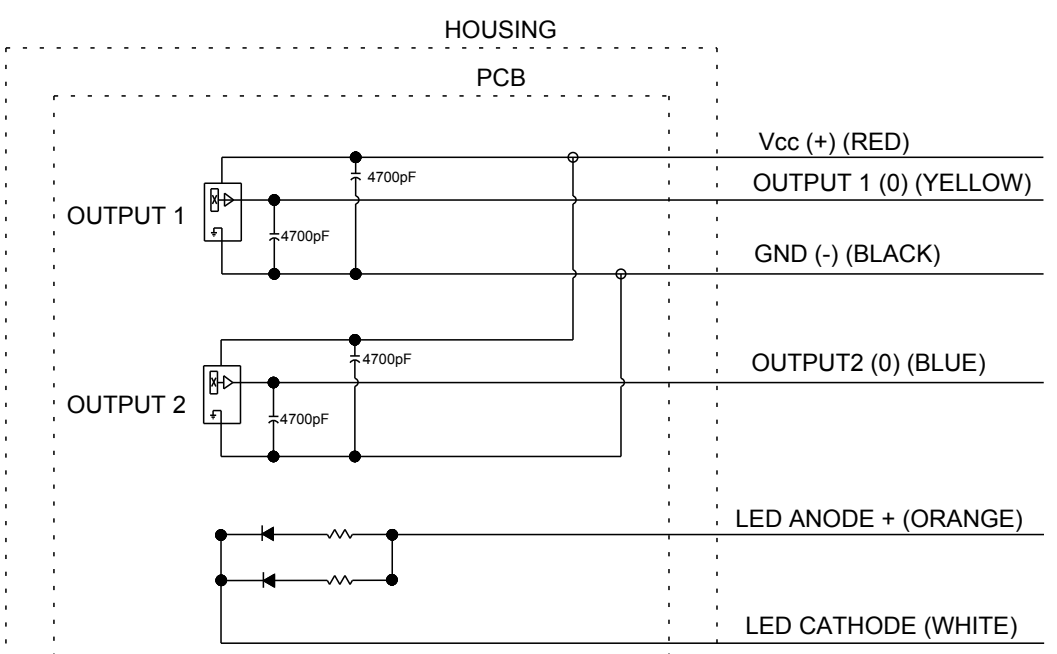 HOUSING
PCB
Vcc (+) (RED)
4700pF
OUTPUT 1 (0) (YELLOW)
OUTPUT 1
4700pF
GND (-) (BLACK)
4700pF
OUTPUT2 (0) (BLUE)
OUTPUT 2
4700pF
LED ANODE + (ORANGE)
LED CATHODE (WHITE)